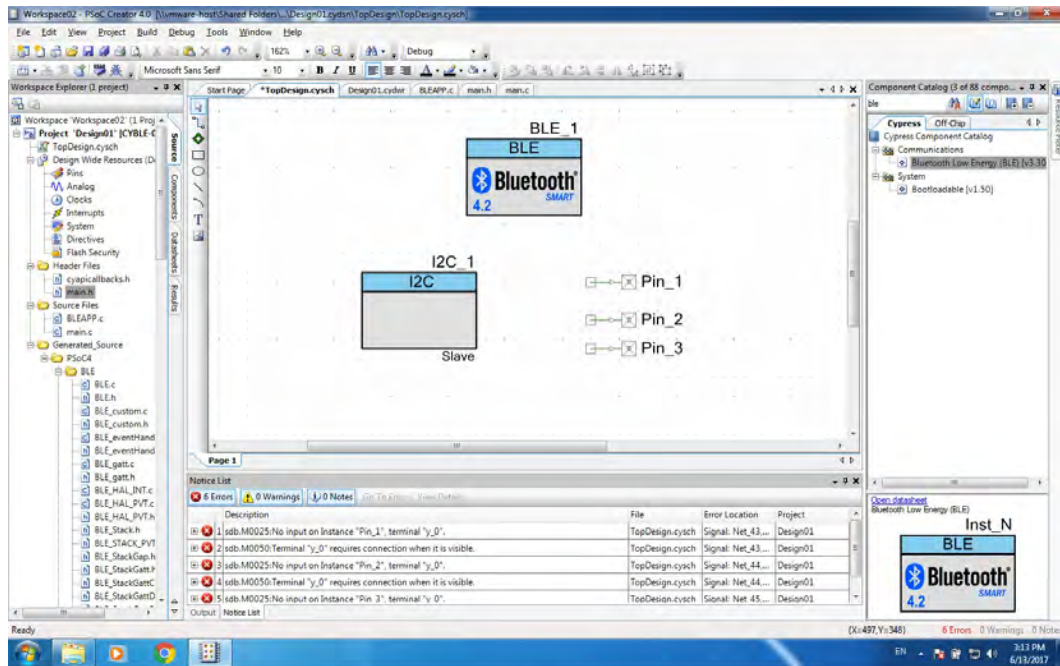 Workspace02 - PSoC Creator 4.0 [\\vmware-host\Shared Folders\...\Design01.cydsn\TopDesign\TopDesign.cysch]
File Edit View Project Build Debug Tools Window Help
162% Debug
Microsoft Sans Serif 10 B I U
Workspace Explorer (1 project)
Workspace 'Workspace02' (1 Proj
Project 'Design01' [CYBLE-0
TopDesign.cysch
Design Wide Resources (D
Pins
Analog
Clocks
Interrupts
System
Directives
Flash Security
Header Files
cyapicallbacks.h
main.h
Source Files
BLEAPP.c
main.c
Generated_Source
PSoC4
BLE
BLE.c
BLE.h
BLE_custom.c
BLE_custom.h
BLE_eventHand
BLE_eventHand
BLE_gatt.c
BLE_gatt.h
BLE_HAL_INT.c
BLE_HAL_PVT.c
BLE_HAL_PVT.h
BLE_Stack.h
BLE_STACK_PVT
BLE_StackGap.h
BLE_StackGatt.h
BLE_StackGattC
BLE_StackGattD
Source
Components
Datasheets
Results
Start Page *TopDesign.cysch Design01.cydwr BLEAPP.c main.h main.c
BLE_1
BLE
Bluetooth®
SMART
4.2
I2C_1
I2C
Slave
Pin_1
Pin_2
Pin_3
Page 1
Notice List
6 Errors 0 Warnings 0 Notes Go To Error View Details
Description File Error Location Project
1 sdb.M0025:No input on Instance "Pin_1", terminal "y_0". TopDesign.cysch Signal: Net_43,... Design01
2 sdb.M0050:Terminal "y_0" requires connection when it is visible. TopDesign.cysch Signal: Net_43,... Design01
3 sdb.M0025:No input on Instance "Pin_2", terminal "y_0". TopDesign.cysch Signal: Net_44,... Design01
4 sdb.M0050:Terminal "y_0" requires connection when it is visible. TopDesign.cysch Signal: Net_44,... Design01
5 sdb.M0025:No input on Instance "Pin_3", terminal "y_0". TopDesign.cysch Signal: Net_45,... Design01
Output Notice List
Component Catalog (3 of 88 compo...
ble
Cypress Off-Chip
Cypress Component Catalog
Communications
Bluetooth Low Energy (BLE) [v3.30
System
Bootloadable [v1.50]
Open datasheet
Bluetooth Low Energy (BLE)
Inst_N
BLE
Bluetooth®
SMART
4.2
Ready (X=497,Y=348) 6 Errors 0 Warnings 0 Note
EN 3:13 PM
6/13/2017